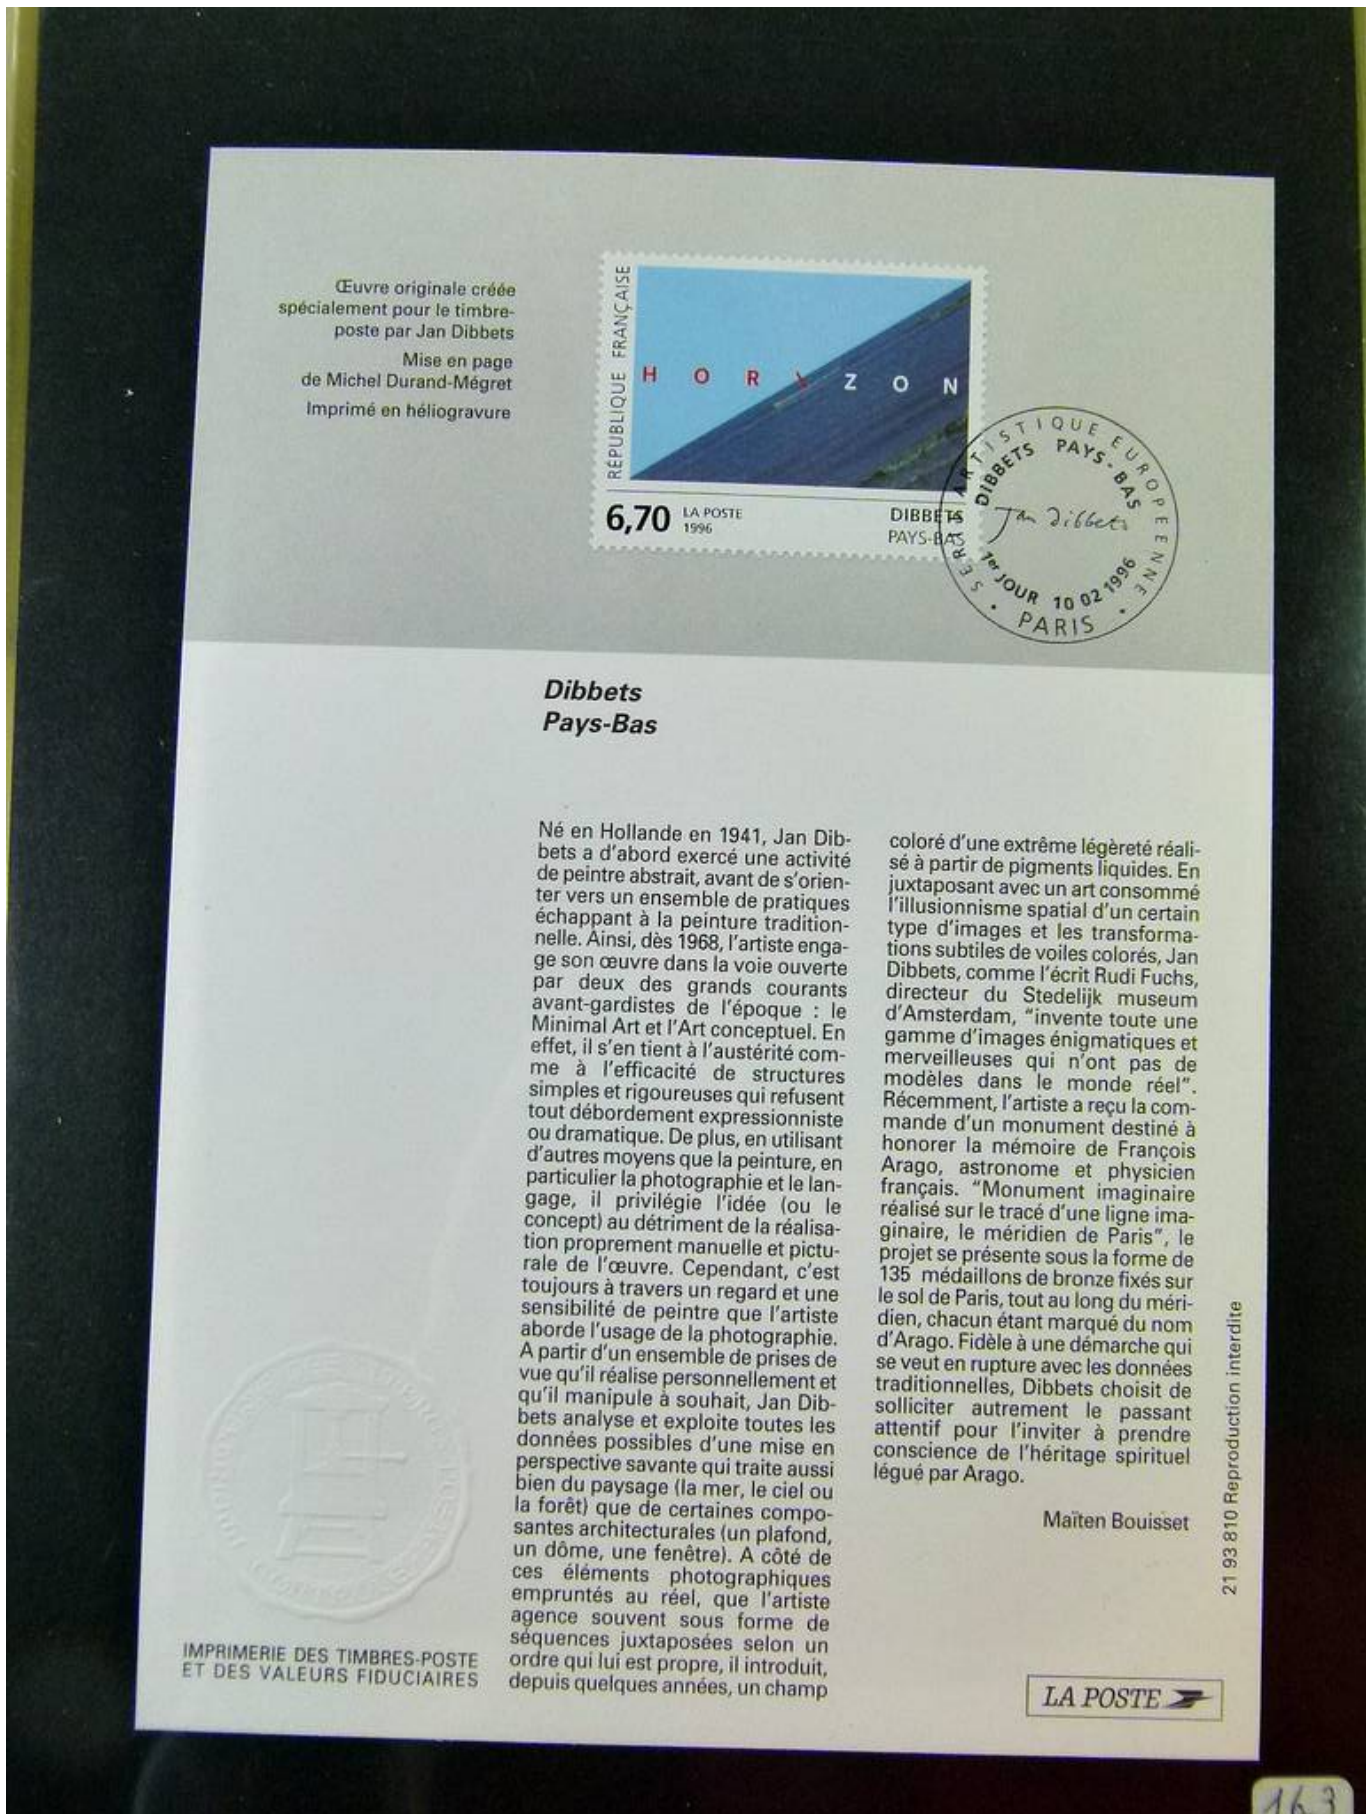 Œuvre originale créée
spécialement pour le timbre-
poste par Jan Dibbets
Mise en page
de Michel Durand-Mégret
Imprimé en héliogravure
RÉPUBLIQUE FRANÇAISE
HORIZON
6,70 LA POSTE
1996
DIBBETS
PAYS-BAS
SERIE ARTISTIQUE EUROPEENNE
DIBBETS PAYS-BAS
Jan Dibbets
1er JOUR 10 02 1996
• PARIS •
Dibbets
Pays-Bas
Né en Hollande en 1941, Jan Dib-
bets a d'abord exercé une activité
de peintre abstrait, avant de s'orien-
ter vers un ensemble de pratiques
échappant à la peinture tradition-
nelle. Ainsi, dès 1968, l'artiste enga-
ge son œuvre dans la voie ouverte
par deux des grands courants
avant-gardistes de l'époque : le
Minimal Art et l'Art conceptuel. En
effet, il s'en tient à l'austérité com-
me à l'efficacité de structures
simples et rigoureuses qui refusent
tout débordement expressionniste
ou dramatique. De plus, en utilisant
d'autres moyens que la peinture, en
particulier la photographie et le lan-
gage, il privilégie l'idée (ou le
concept) au détriment de la réalisa-
tion proprement manuelle et pictu-
rale de l'œuvre. Cependant, c'est
toujours à travers un regard et une
sensibilité de peintre que l'artiste
aborde l'usage de la photographie.
A partir d'un ensemble de prises de
vue qu'il réalise personnellement et
qu'il manipule à souhait, Jan Dib-
bets analyse et exploite toutes les
données possibles d'une mise en
perspective savante qui traite aussi
bien du paysage (la mer, le ciel ou
la forêt) que de certaines compo-
santes architecturales (un plafond,
un dôme, une fenêtre). A côté de
ces éléments photographiques
empruntés au réel, que l'artiste
agence souvent sous forme de
séquences juxtaposées selon un
ordre qui lui est propre, il introduit,
depuis quelques années, un champ
coloré d'une extrême légèreté réali-
sé à partir de pigments liquides. En
juxtaposant avec un art consommé
l'illusionnisme spatial d'un certain
type d'images et les transforma-
tions subtiles de voiles colorés, Jan
Dibbets, comme l'écrit Rudi Fuchs,
directeur du Stedelijk museum
d'Amsterdam, "invente toute une
gamme d'images énigmatiques et
merveilleuses qui n'ont pas de
modèles dans le monde réel".
Récemment, l'artiste a reçu la com-
mande d'un monument destiné à
honorer la mémoire de François
Arago, astronome et physicien
français. "Monument imaginaire
réalisé sur le tracé d'une ligne ima-
ginaire, le méridien de Paris", le
projet se présente sous la forme de
135 médaillons de bronze fixés sur
le sol de Paris, tout au long du méri-
dien, chacun étant marqué du nom
d'Arago. Fidèle à une démarche qui
se veut en rupture avec les données
traditionnelles, Dibbets choisit de
solliciter autrement le passant
attentif pour l'inviter à prendre
conscience de l'héritage spirituel
légué par Arago.
Maïten Bouisset
21 93 810 Reproduction interdite
IMPRIMERIE DES TIMBRES-POSTE
ET DES VALEURS FIDUCIAIRES
LA POSTE
163